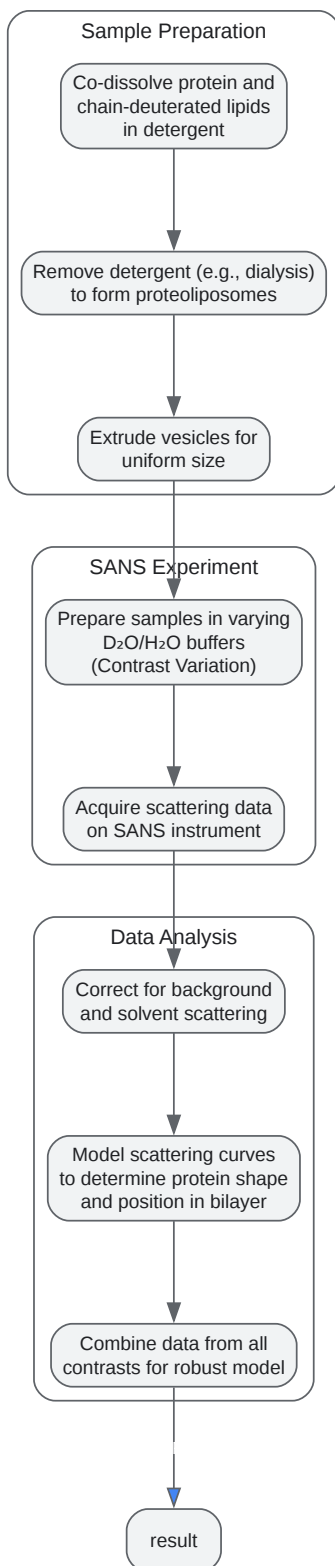 Sample Preparation
Co-dissolve protein and
chain-deuterated lipids
in detergent
Remove detergent (e.g., dialysis)
to form proteoliposomes
Extrude vesicles for
uniform size
SANS Experiment
Prepare samples in varying
D₂O/H₂O buffers
(Contrast Variation)
Acquire scattering data
on SANS instrument
Data Analysis
Correct for background
and solvent scattering
Model scattering curves
to determine protein shape
and position in bilayer
Combine data from all
contrasts for robust model
result